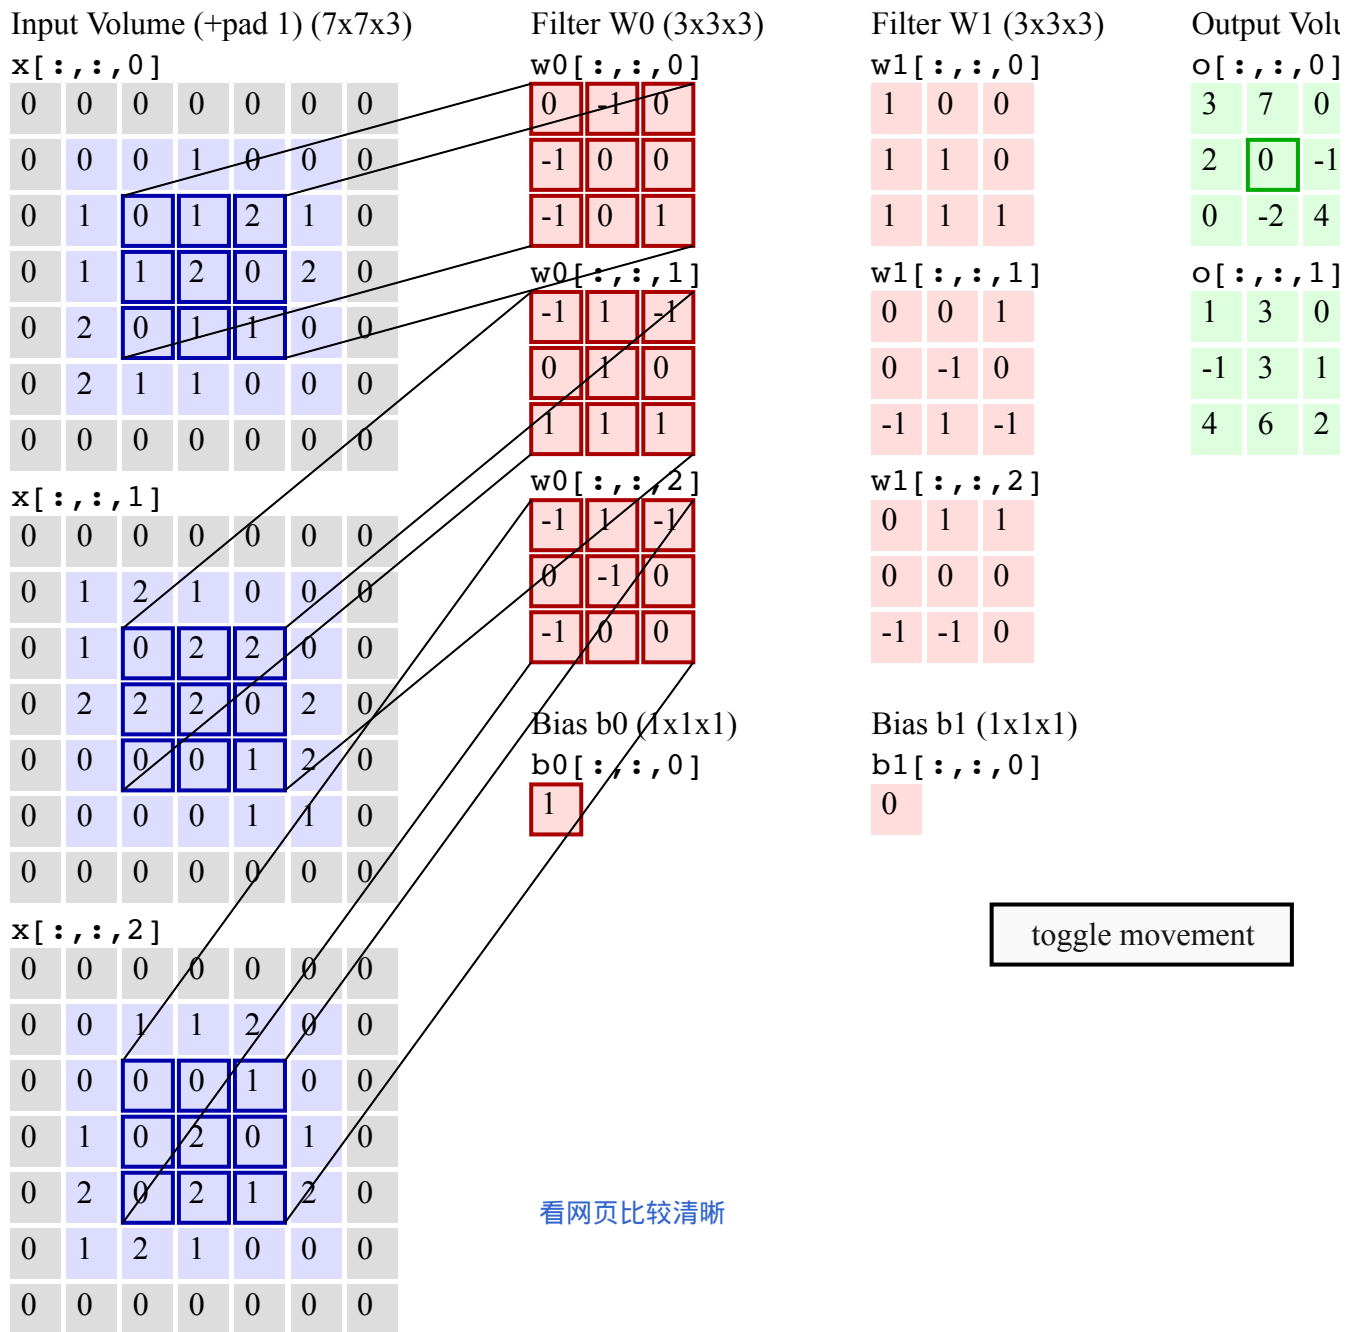 Input Volume (+pad 1) (7x7x3)
x[:,:,0]
0 0 0 0 0 0 0
0 0 0 1 0 0 0
0 1 0 1 2 1 0
0 1 1 2 0 2 0
0 2 0 1 1 0 0
0 2 1 1 0 0 0
0 0 0 0 0 0 0
x[:,:,1]
0 0 0 0 0 0 0
0 1 2 1 0 0 0
0 1 0 2 2 0 0
0 2 2 2 0 2 0
0 0 0 0 1 2 0
0 0 0 0 1 1 0
0 0 0 0 0 0 0
x[:,:,2]
0 0 0 0 0 0 0
0 0 1 1 2 0 0
0 0 0 0 1 0 0
0 1 0 2 0 1 0
0 2 0 2 1 2 0
0 1 2 1 0 0 0
0 0 0 0 0 0 0
Filter W0 (3x3x3)
w0[:,:,0]
0 -1 0
-1 0 0
-1 0 1
w0[:,:,1]
-1 1 -1
0 1 0
1 1 1
w0[:,:,2]
-1 1 -1
0 -1 0
-1 0 0
Bias b0 (1x1x1)
b0[:,:,0]
1
Filter W1 (3x3x3)
w1[:,:,0]
1 0 0
1 1 0
1 1 1
w1[:,:,1]
0 0 1
0 -1 0
-1 1 -1
w1[:,:,2]
0 1 1
0 0 0
-1 -1 0
Bias b1 (1x1x1)
b1[:,:,0]
0
Output Volu
o[:,:,0]
3 7 0
2 0 -1
0 -2 4
o[:,:,1]
1 3 0
-1 3 1
4 6 2
toggle movement
看网页比较清晰